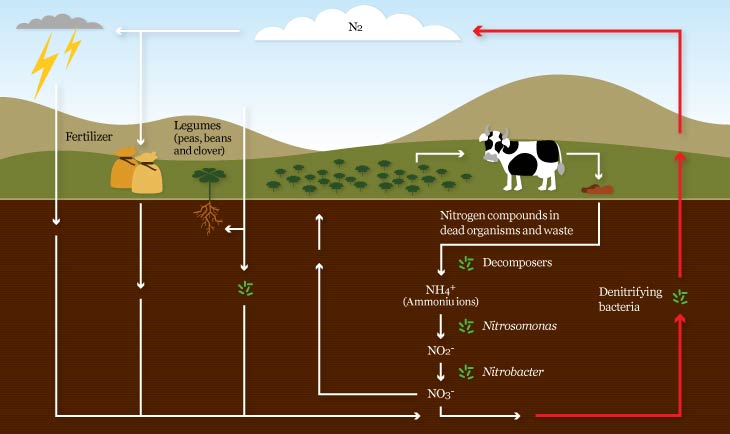 N2
Fertilizer
Legumes
(peas, beans
and clover)
Nitrogen compounds in
dead organisms and waste
Decomposers
NH4+
(Ammoniu ions)
Nitrosomonas
NO2-
Nitrobacter
NO3-
Denitrifying
bacteria